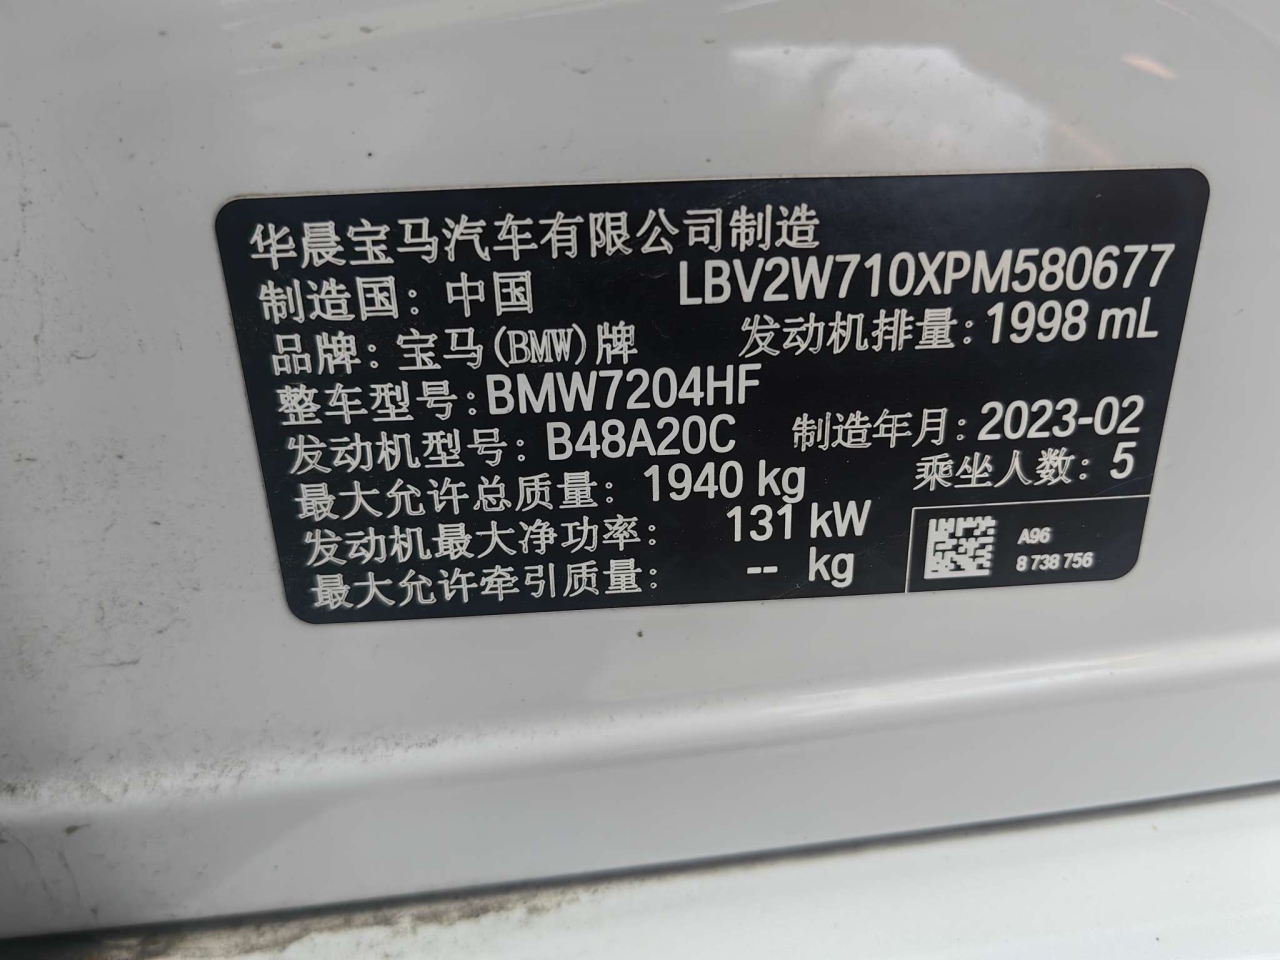 华晨宝马汽车有限公司制造
制造国：中国 LBV2W710XPM580677
品牌：宝马(BMW)牌 发动机排量：1998 mL
整车型号：BMW7204HF
发动机型号：B48A20C 制造年月：2023-02
最大允许总质量：1940 kg 乘坐人数：5
发动机最大净功率：131 kW
最大允许牵引质量：-- kg
A96
8 738 756